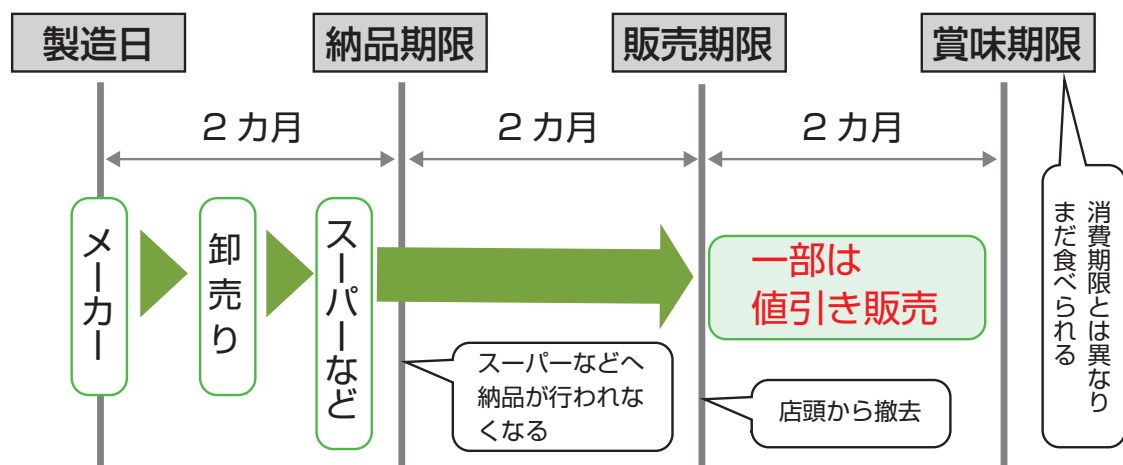 製造日
納品期限
販売期限
賞味期限
2 カ月
2 カ月
2 カ月
メーカー
卸売り
スーパーなど
一部は
値引き販売
消費期限とは異なり
まだ食べられる
スーパーなどへ
納品が行われな
くなる
店頭から撤去